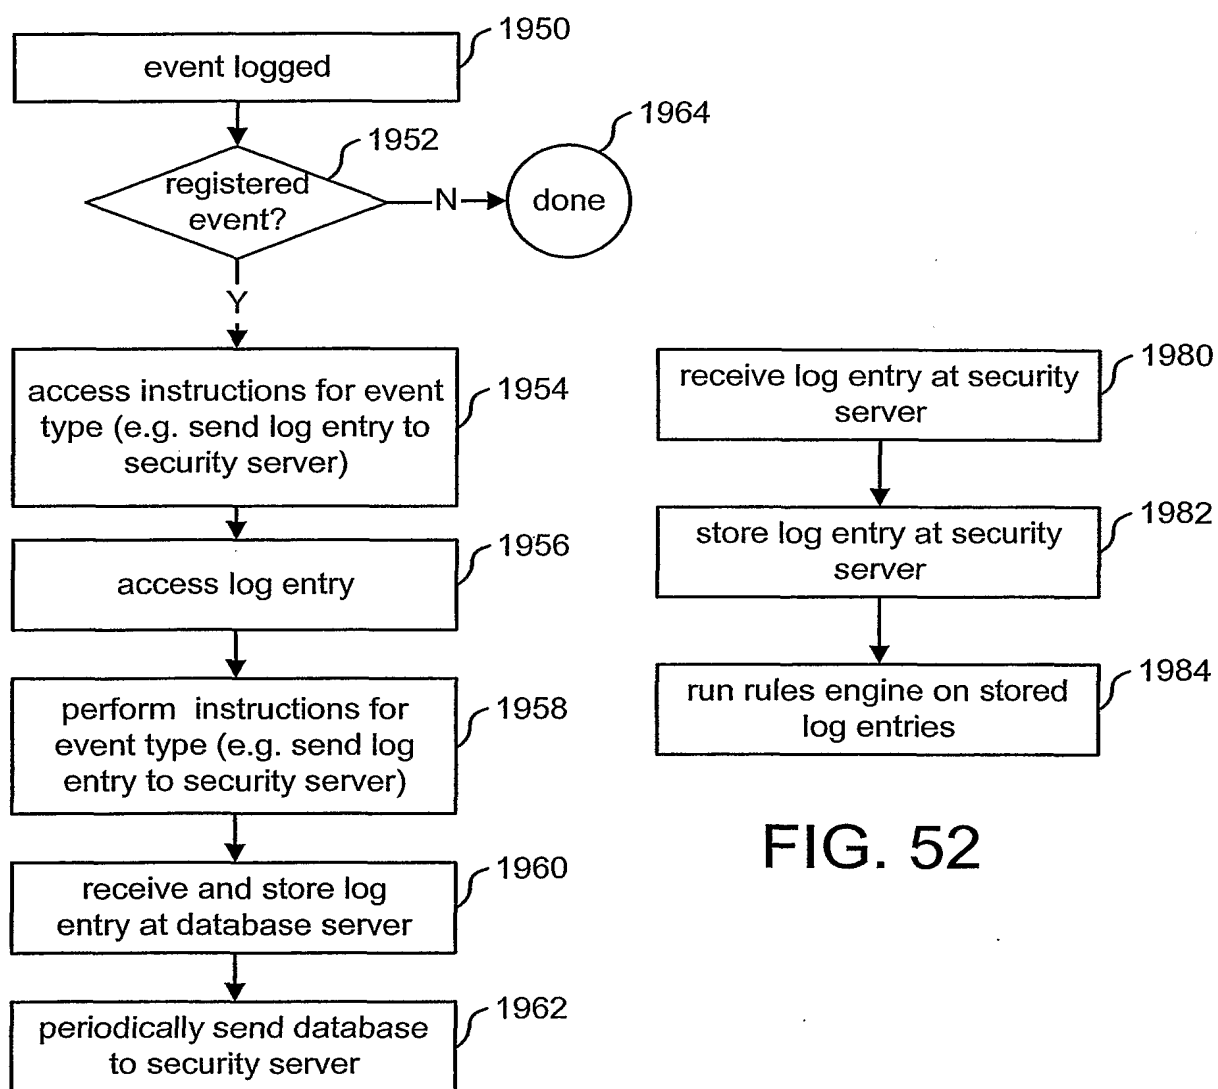 1950
event logged
1964
1952
registered
event?
N
done
Y
access instructions for event
type (e.g. send log entry to
security server)
1954
access log entry
1956
perform instructions for
event type (e.g. send log
entry to security server)
1958
receive and store log
entry at database server
1960
periodically send database
to security server
1962
receive log entry at security
server
1980
store log entry at security
server
1982
run rules engine on stored
log entries
1984
FIG. 52